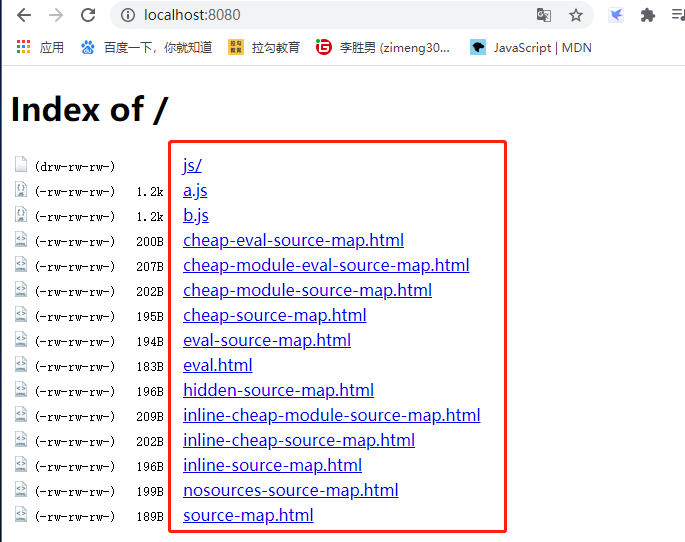 localhost:8080
应用 百度一下，你就知道 拉勾教育 李胜男 (zimeng30... JavaScript | MDN
Index of /
(drw-rw-rw-) js/
(-rw-rw-rw-) 1.2k a.js
(-rw-rw-rw-) 1.2k b.js
(-rw-rw-rw-) 200B cheap-eval-source-map.html
(-rw-rw-rw-) 207B cheap-module-eval-source-map.html
(-rw-rw-rw-) 202B cheap-module-source-map.html
(-rw-rw-rw-) 195B cheap-source-map.html
(-rw-rw-rw-) 194B eval-source-map.html
(-rw-rw-rw-) 183B eval.html
(-rw-rw-rw-) 196B hidden-source-map.html
(-rw-rw-rw-) 209B inline-cheap-module-source-map.html
(-rw-rw-rw-) 202B inline-cheap-source-map.html
(-rw-rw-rw-) 196B inline-source-map.html
(-rw-rw-rw-) 199B nosources-source-map.html
(-rw-rw-rw-) 189B source-map.html